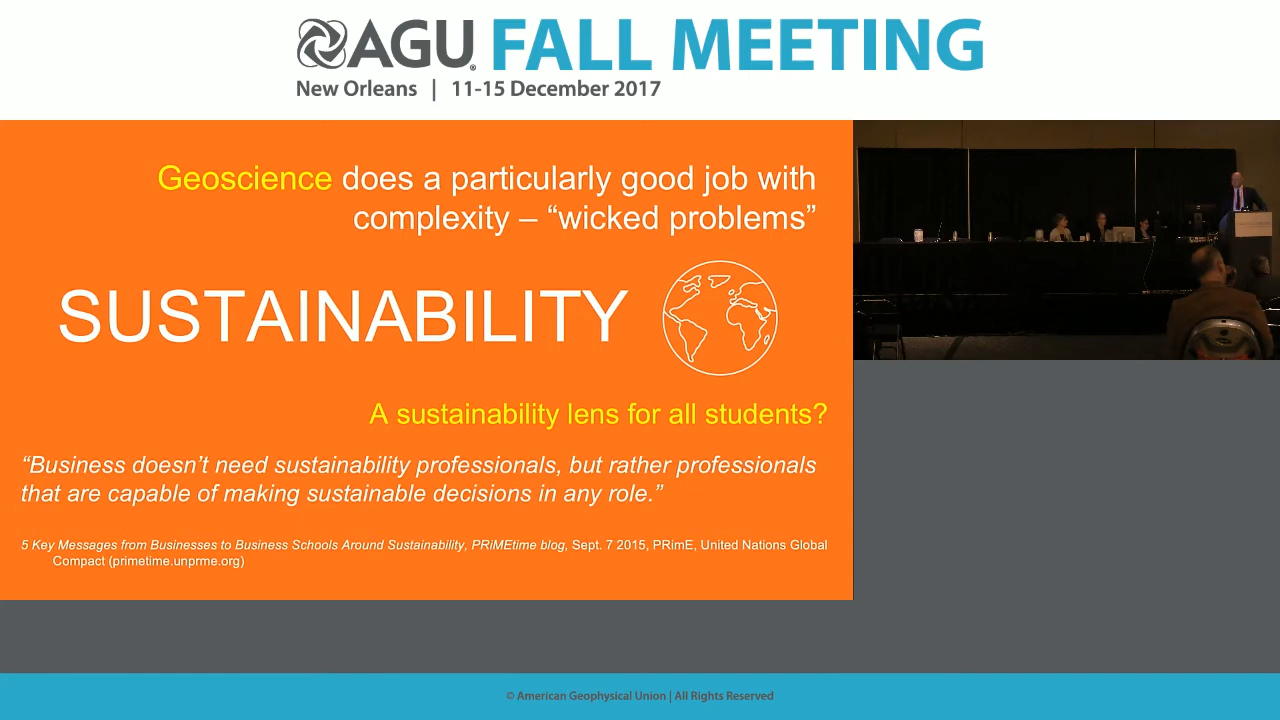 AGU FALL MEETING
New Orleans | 11-15 December 2017
Geoscience does a particularly good job with
complexity – “wicked problems”
SUSTAINABILITY
A sustainability lens for all students?
“Business doesn’t need sustainability professionals, but rather professionals
that are capable of making sustainable decisions in any role.”
5 Key Messages from Businesses to Business Schools Around Sustainability, PRiMEtime blog, Sept. 7 2015, PRimE, United Nations Global
Compact (primetime.unprme.org)
© American Geophysical Union | All Rights Reserved